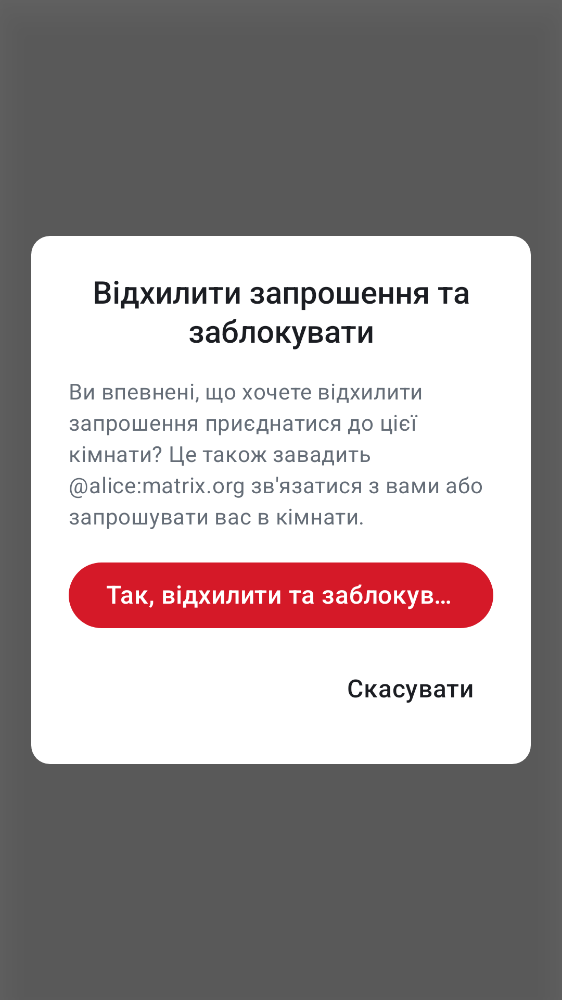 Відхилити запрошення та
заблокувати
Ви впевнені, що хочете відхилити
запрошення приєднатися до цієї
кімнати? Це також завадить
@alice:matrix.org зв'язатися з вами або
запрошувати вас в кімнати.
Так, відхилити та заблокув…
Скасувати